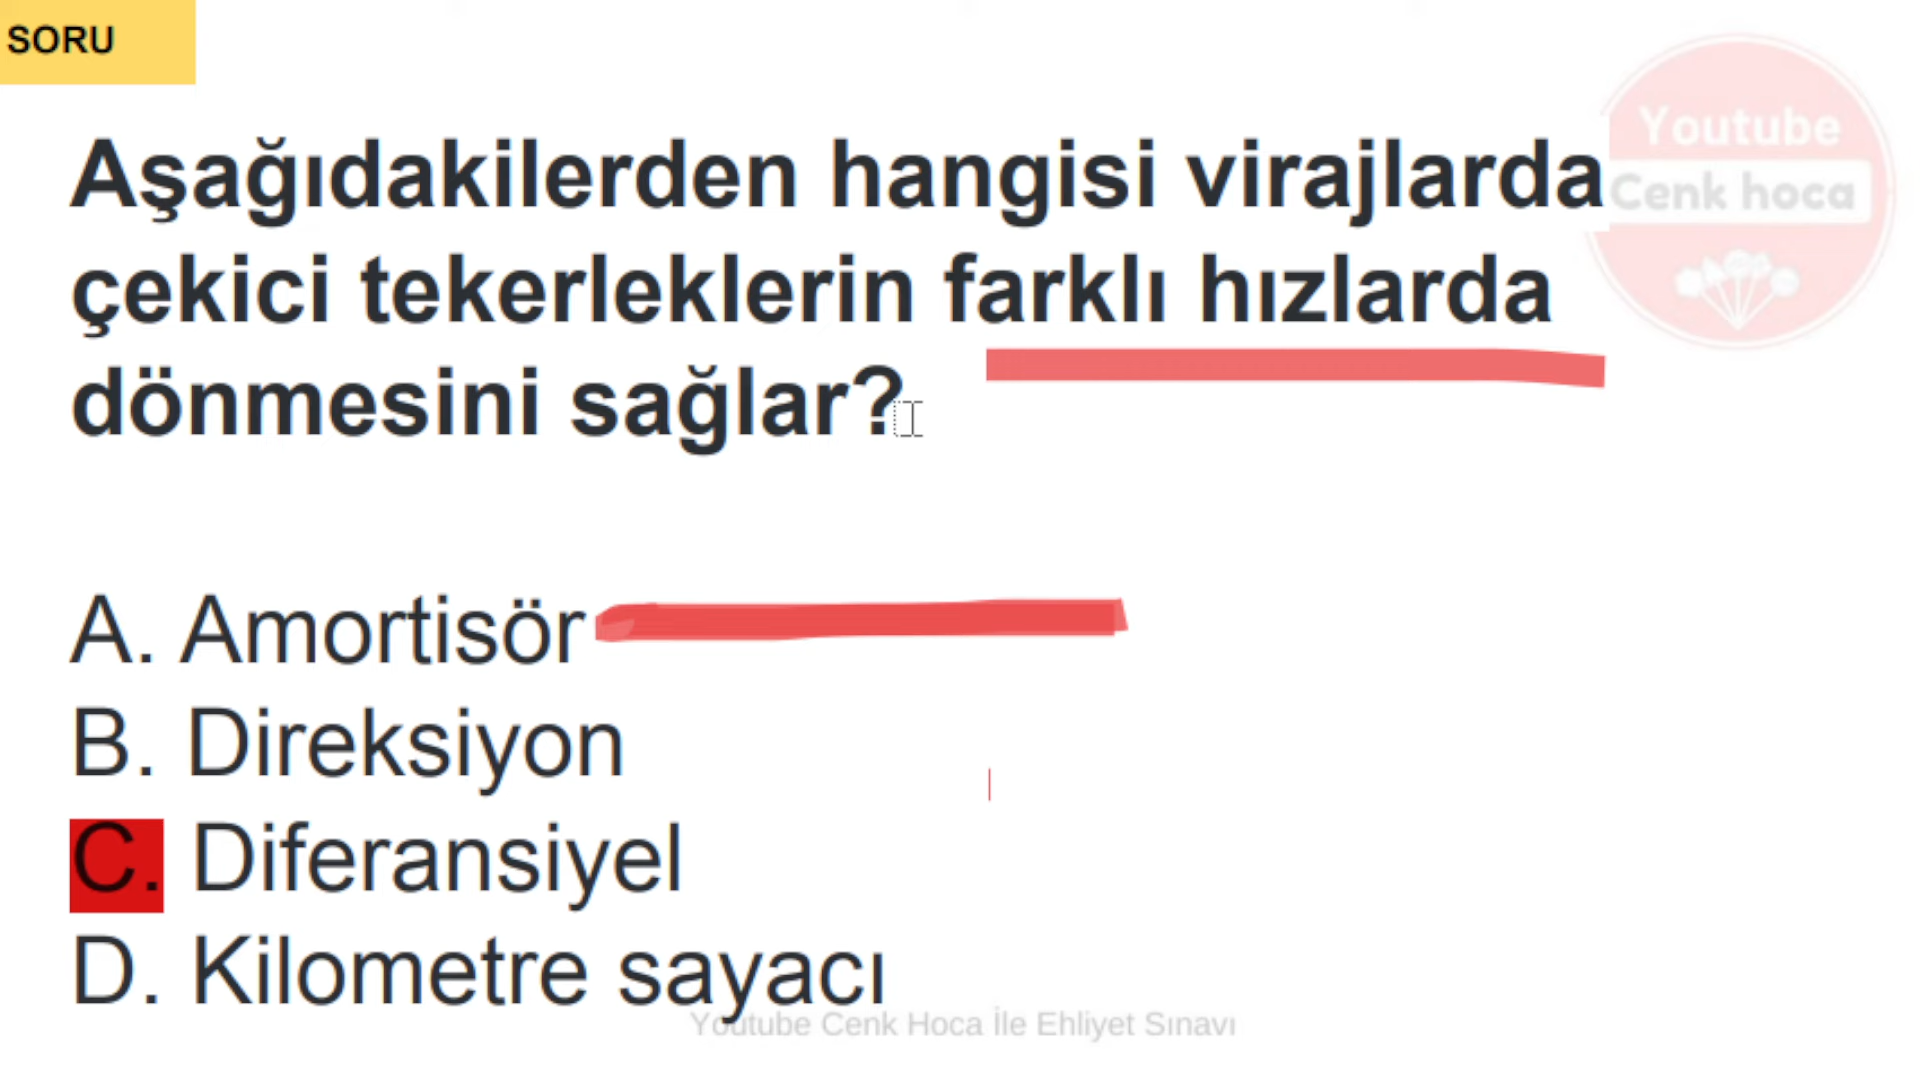 SORU
Youtube
Cenk hoca
Aşağıdakilerden hangisi virajlarda
çekici tekerleklerin farklı hızlarda
dönmesini sağlar?
A. Amortisör
B. Direksiyon
C. Diferansiyel
D. Kilometre sayacı
Youtube Cenk Hoca İle Ehliyet Sınavı